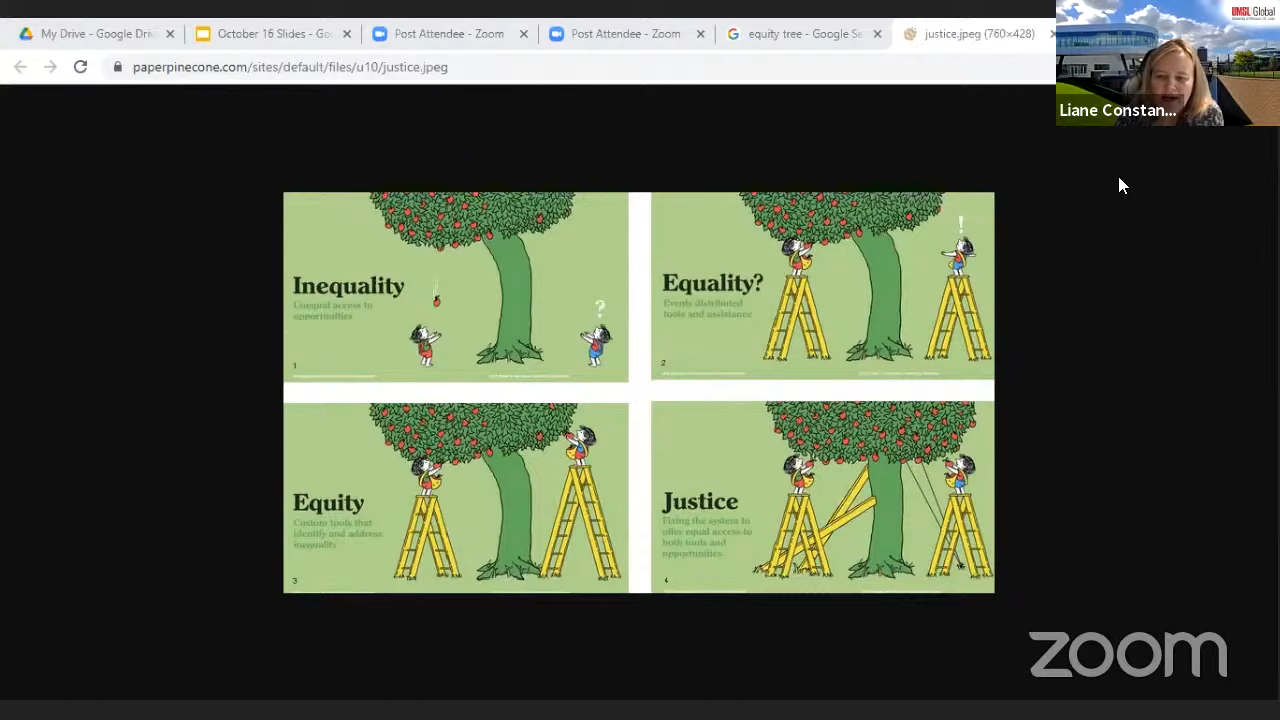 My Drive - Google Dri
October 16 Slides - Go
Post Attendee - Zoom
Post Attendee - Zoom
equity tree - Google Se
justice.jpeg (760×428)
paperpinecone.com/sites/default/files/u10/justice.jpeg
UMSL Global
Liane Constan...
Inequality
Unequal access to
opportunities
?
1
Equality?
Evenly distributed
tools and assistance
!
2
Equity
Custom tools that
identify and address
inequality
3
Justice
Fixing the system to
offer equal access to
both tools and
opportunities
4
zoom